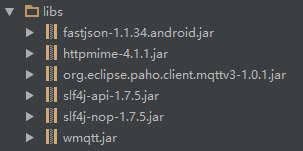 libs
fastjson-1.1.34.android.jar
httpmime-4.1.1.jar
org.eclipse.paho.client.mqttv3-1.0.1.jar
slf4j-api-1.7.5.jar
slf4j-nop-1.7.5.jar
wmqtt.jar